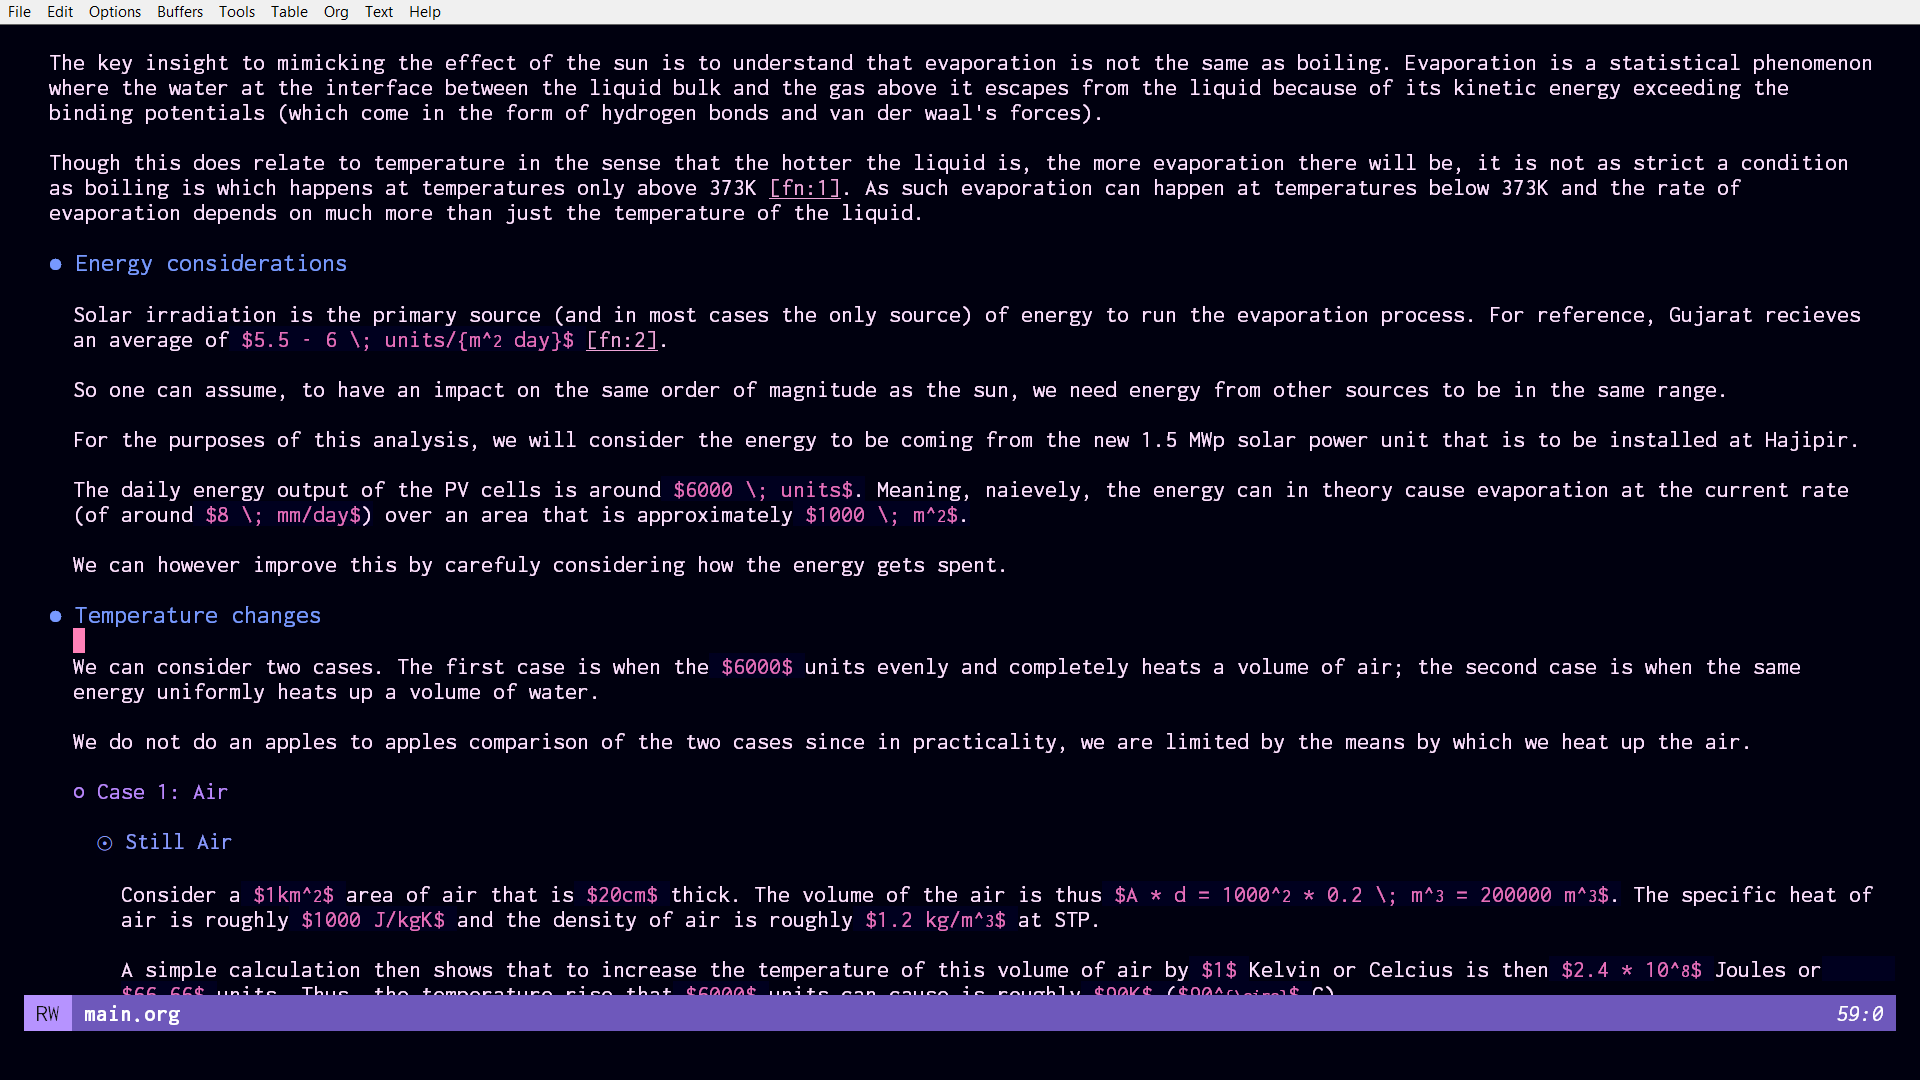 File Edit Options Buffers Tools Table Org Text Help
The key insight to mimicking the effect of the sun is to understand that evaporation is not the same as boiling. Evaporation is a statistical phenomenon
where the water at the interface between the liquid bulk and the gas above it escapes from the liquid because of its kinetic energy exceeding the
binding potentials (which come in the form of hydrogen bonds and van der waal's forces).
Though this does relate to temperature in the sense that the hotter the liquid is, the more evaporation there will be, it is not as strict a condition
as boiling is which happens at temperatures only above 373K [fn:1]. As such evaporation can happen at temperatures below 373K and the rate of
evaporation depends on much more than just the temperature of the liquid.
● Energy considerations
Solar irradiation is the primary source (and in most cases the only source) of energy to run the evaporation process. For reference, Gujarat recieves
an average of $5.5 - 6 \; units/{m^2 day}$ [fn:2].
So one can assume, to have an impact on the same order of magnitude as the sun, we need energy from other sources to be in the same range.
For the purposes of this analysis, we will consider the energy to be coming from the new 1.5 MWp solar power unit that is to be installed at Hajipir.
The daily energy output of the PV cells is around $6000 \; units$. Meaning, naievely, the energy can in theory cause evaporation at the current rate
(of around $8 \; mm/day$) over an area that is approximately $1000 \; m^2$.
We can however improve this by carefuly considering how the energy gets spent.
● Temperature changes
We can consider two cases. The first case is when the $6000$ units evenly and completely heats a volume of air; the second case is when the same
energy uniformly heats up a volume of water.
We do not do an apples to apples comparison of the two cases since in practicality, we are limited by the means by which we heat up the air.
○ Case 1: Air
⊙ Still Air
Consider a $1km^2$ area of air that is $20cm$ thick. The volume of the air is thus $A * d = 1000^2 * 0.2 \; m^3 = 200000 m^3$. The specific heat of
air is roughly $1000 J/kgK$ and the density of air is roughly $1.2 kg/m^3$ at STP.
A simple calculation then shows that to increase the temperature of this volume of air by $1$ Kelvin or Celcius is then $2.4 * 10^8$ Joules or
$66.66$ units. Thus, the temperature rise that $6000$ units can cause is roughly $90K$ ($90^{\circ}$ C)
RW main.org 59:0